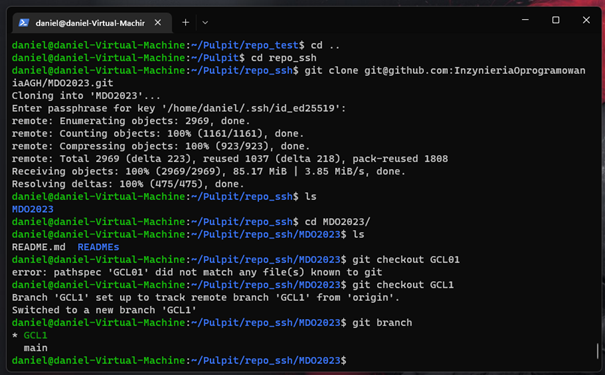 daniel@daniel-Virtual-Machir
daniel@daniel-Virtual-Machine:~/Pulpit/repo_test$ cd ..
daniel@daniel-Virtual-Machine:~/Pulpit$ cd repo_ssh
daniel@daniel-Virtual-Machine:~/Pulpit/repo_ssh$ git clone git@github.com:InzynieriaOprogramowan
iaAGH/MDO2023.git
Cloning into 'MDO2023'...
Enter passphrase for key '/home/daniel/.ssh/id_ed25519':
remote: Enumerating objects: 2969, done.
remote: Counting objects: 100% (1161/1161), done.
remote: Compressing objects: 100% (923/923), done.
remote: Total 2969 (delta 223), reused 1037 (delta 218), pack-reused 1808
Receiving objects: 100% (2969/2969), 85.17 MiB | 3.85 MiB/s, done.
Resolving deltas: 100% (475/475), done.
daniel@daniel-Virtual-Machine:~/Pulpit/repo_ssh$ ls
MDO2023
daniel@daniel-Virtual-Machine:~/Pulpit/repo_ssh$ cd MDO2023/
daniel@daniel-Virtual-Machine:~/Pulpit/repo_ssh/MDO2023$ ls
README.md  READMEs
daniel@daniel-Virtual-Machine:~/Pulpit/repo_ssh/MDO2023$ git checkout GCL01
error: pathspec 'GCL01' did not match any file(s) known to git
daniel@daniel-Virtual-Machine:~/Pulpit/repo_ssh/MDO2023$ git checkout GCL1
Branch 'GCL1' set up to track remote branch 'GCL1' from 'origin'.
Switched to a new branch 'GCL1'
daniel@daniel-Virtual-Machine:~/Pulpit/repo_ssh/MDO2023$ git branch
* GCL1
  main
daniel@daniel-Virtual-Machine:~/Pulpit/repo_ssh/MDO2023$